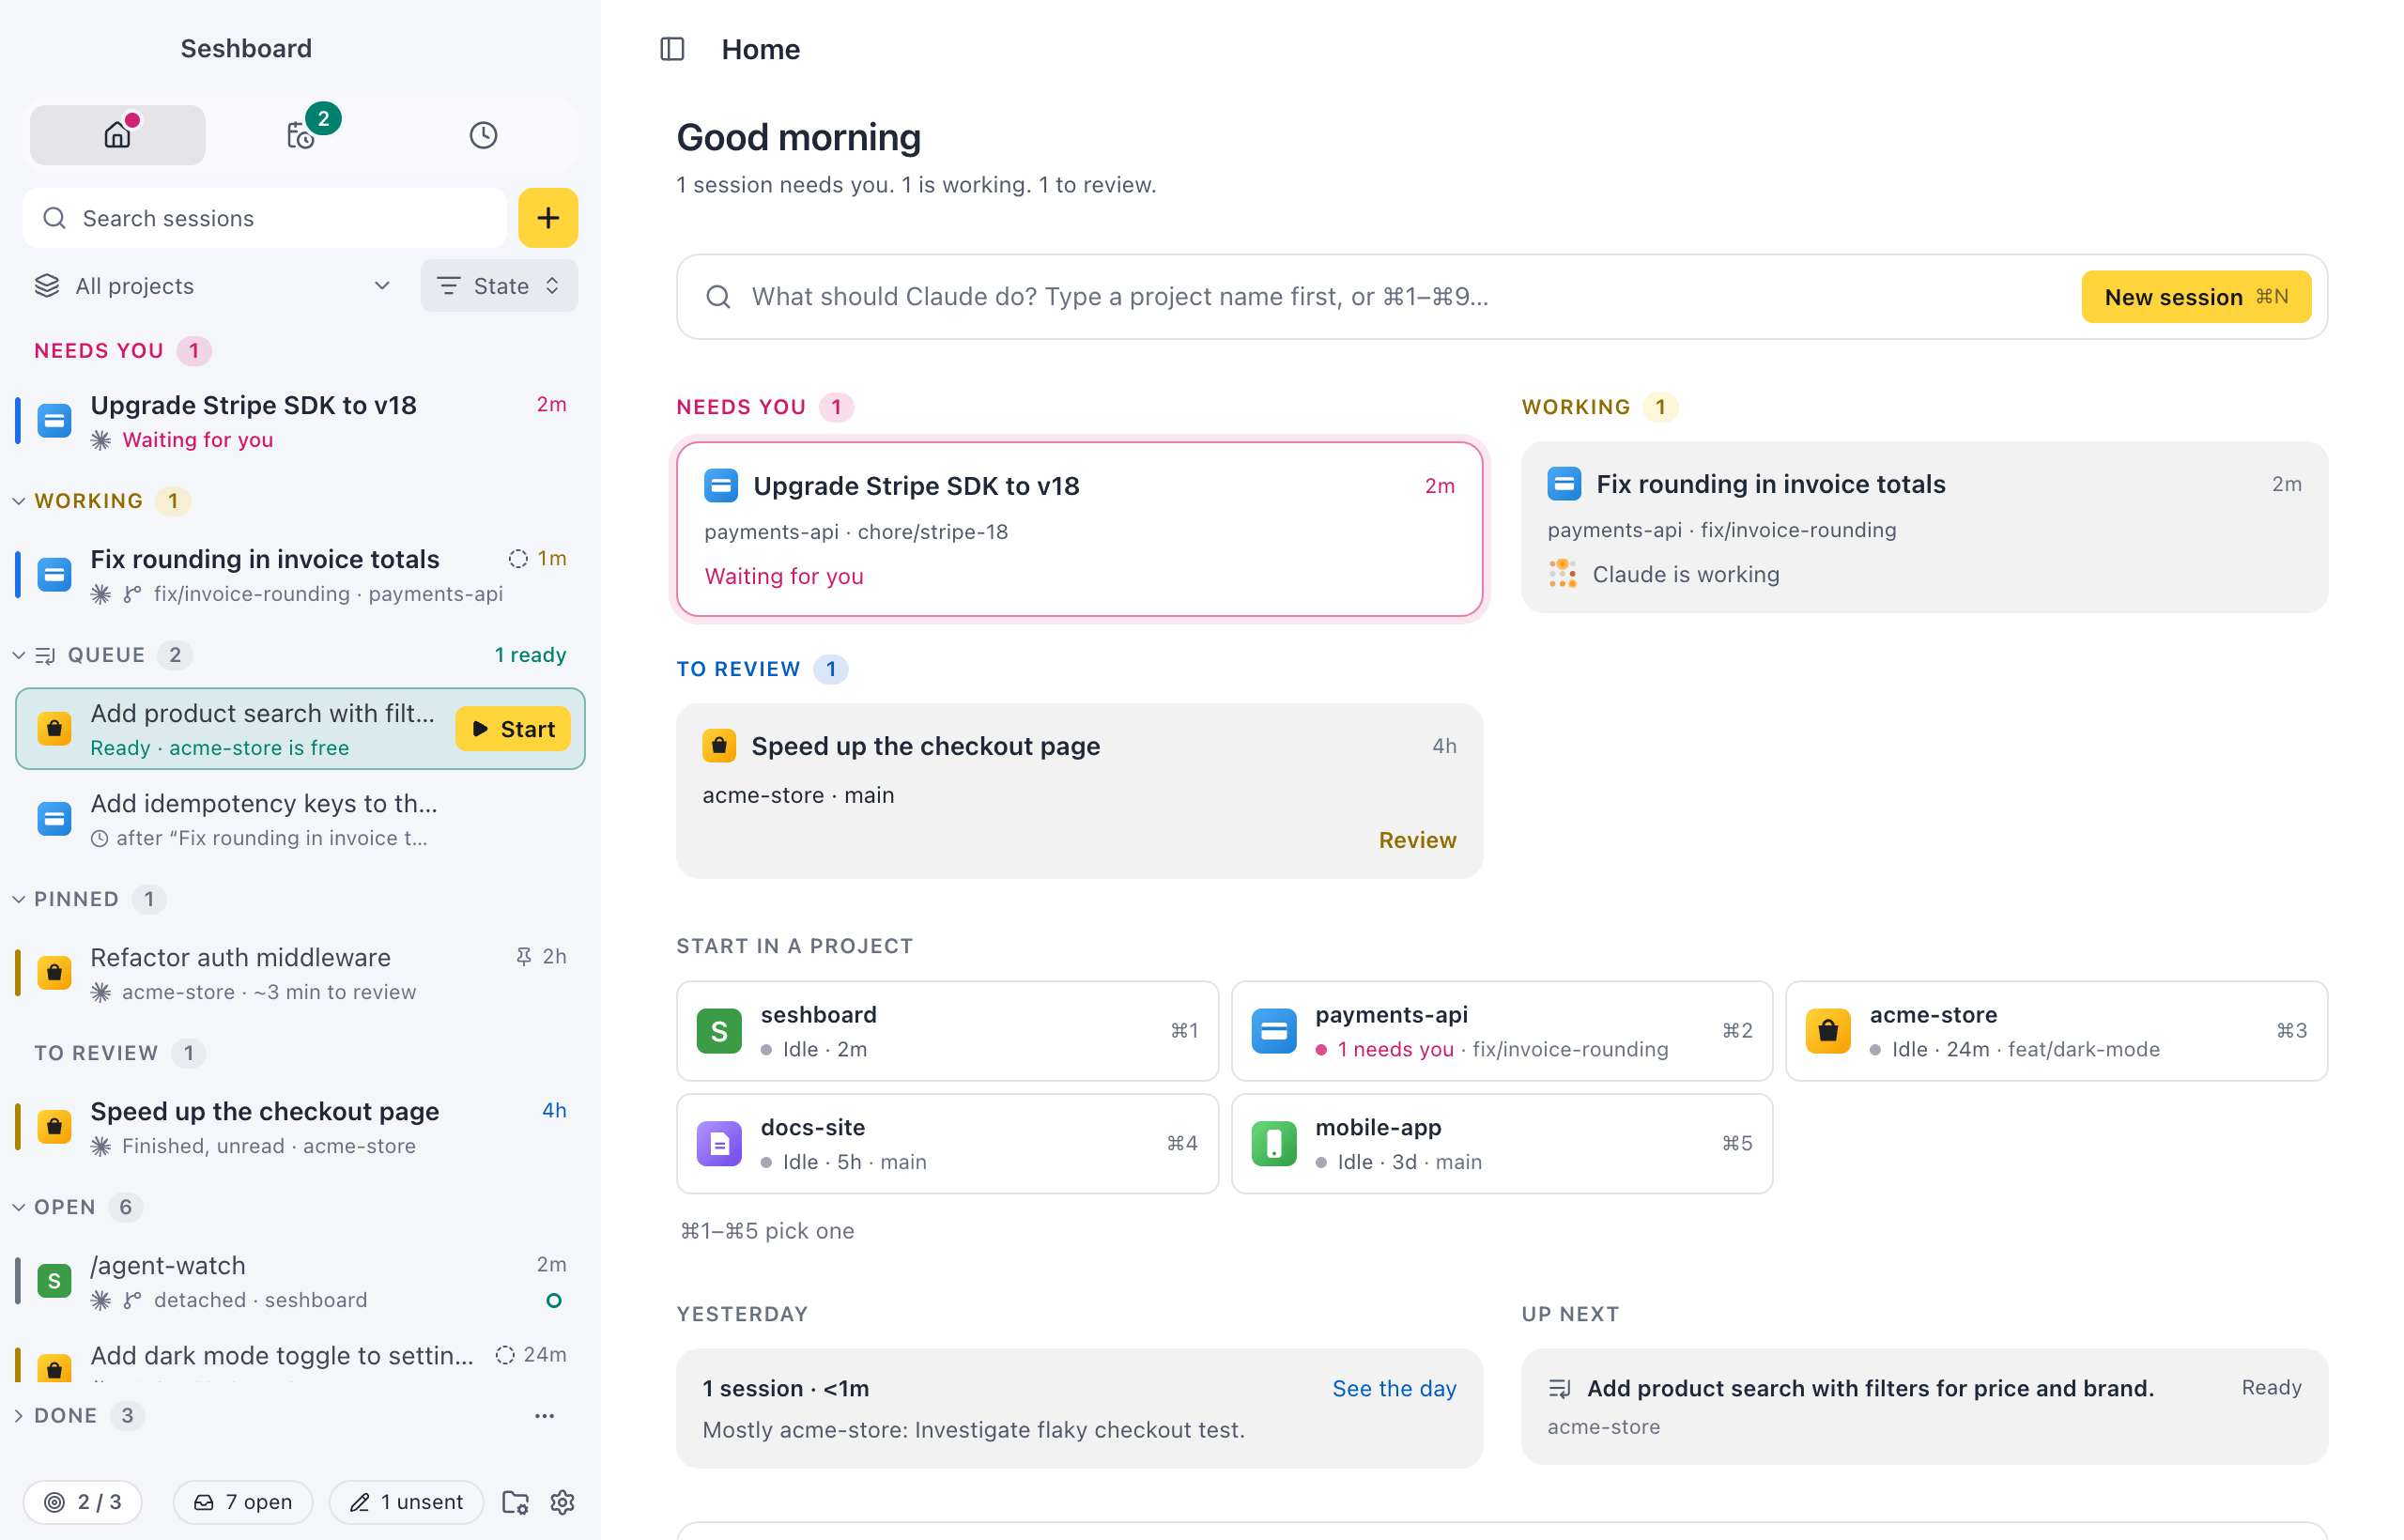 Seshboard
2
Search sessions
All projects
State
NEEDS YOU 1
Upgrade Stripe SDK to v18 2m
Waiting for you
WORKING 1
Fix rounding in invoice totals 1m
fix/invoice-rounding · payments-api
QUEUE 2 1 ready
Add product search with filt...
Start
Ready · acme-store is free
Add idempotency keys to th...
after “Fix rounding in invoice t...
PINNED 1
Refactor auth middleware 2h
acme-store · ~3 min to review
TO REVIEW 1
Speed up the checkout page 4h
Finished, unread · acme-store
OPEN 6
S
/agent-watch 2m
detached · seshboard
Add dark mode toggle to settin... 24m
DONE 3
2 / 3
7 open
1 unsent
Home
Good morning
1 session needs you. 1 is working. 1 to review.
What should Claude do? Type a project name first, or ⌘1–⌘9...
New session ⌘N
NEEDS YOU 1
Upgrade Stripe SDK to v18 2m
payments-api · chore/stripe-18
Waiting for you
WORKING 1
Fix rounding in invoice totals 2m
payments-api · fix/invoice-rounding
Claude is working
TO REVIEW 1
Speed up the checkout page 4h
acme-store · main
Review
START IN A PROJECT
S
seshboard ⌘1
Idle · 2m
payments-api ⌘2
1 needs you · fix/invoice-rounding
acme-store ⌘3
Idle · 24m · feat/dark-mode
docs-site ⌘4
Idle · 5h · main
mobile-app ⌘5
Idle · 3d · main
⌘1–⌘5 pick one
YESTERDAY
1 session · <1m See the day
Mostly acme-store: Investigate flaky checkout test.
UP NEXT
Add product search with filters for price and brand. Ready
acme-store